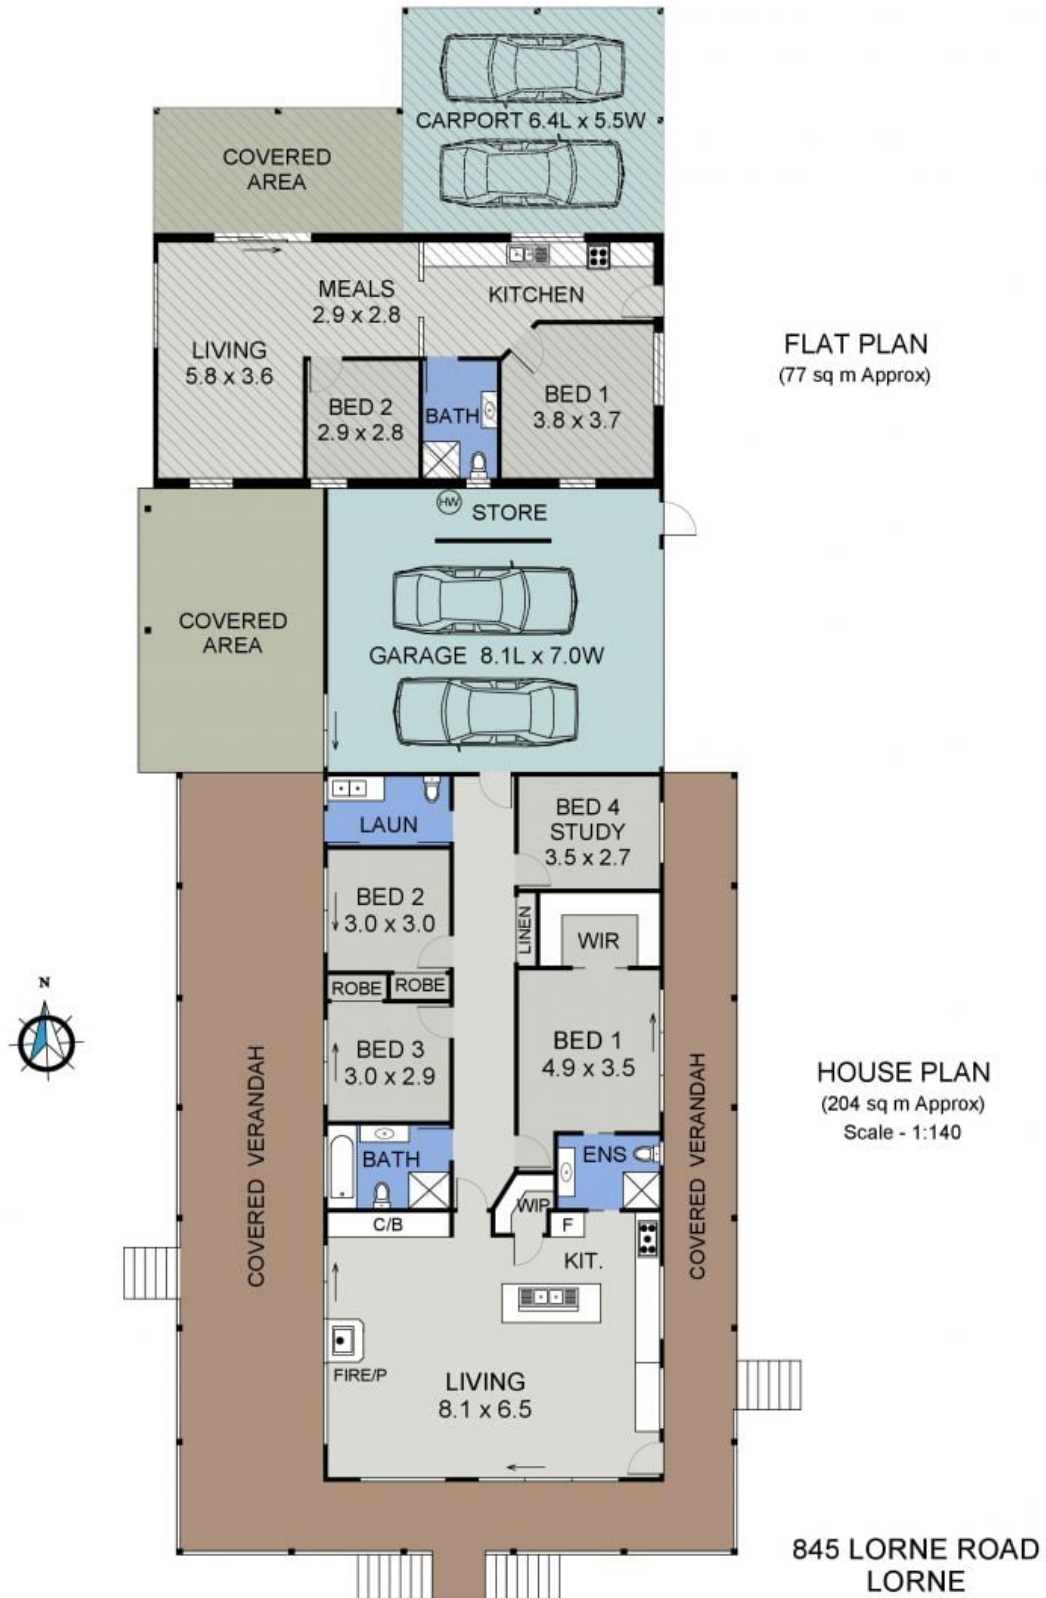 CARPORT 6.4L x 5.5W
COVERED
AREA
MEALS
2.9 x 2.8
KITCHEN
LIVING
5.8 x 3.6
BED 2
2.9 x 2.8
BATH
BED 1
3.8 x 3.7
FLAT PLAN
(77 sq m Approx)
HW
STORE
COVERED
AREA
GARAGE 8.1L x 7.0W
LAUN
BED 4
STUDY
3.5 x 2.7
BED 2
3.0 x 3.0
LINEN
WIR
ROBE
ROBE
BED 3
3.0 x 2.9
BED 1
4.9 x 3.5
N
COVERED VERANDAH
COVERED VERANDAH
HOUSE PLAN
(204 sq m Approx)
Scale - 1:140
BATH
ENS
WIP
C/B
F
KIT.
FIRE/P
LIVING
8.1 x 6.5
845 LORNE ROAD
LORNE